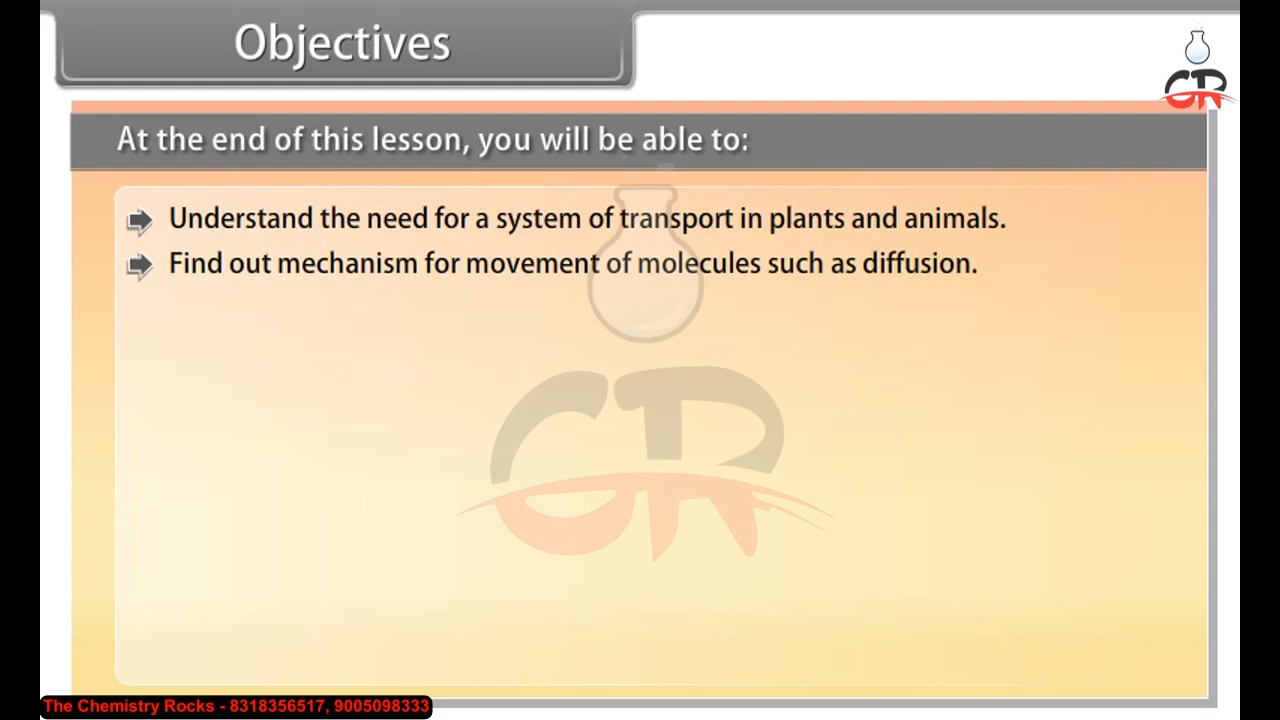 Objectives
CR
At the end of this lesson, you will be able to:
Understand the need for a system of transport in plants and animals.
Find out mechanism for movement of molecules such as diffusion.
CR
The Chemistry Rocks - 8318356517, 9005098333